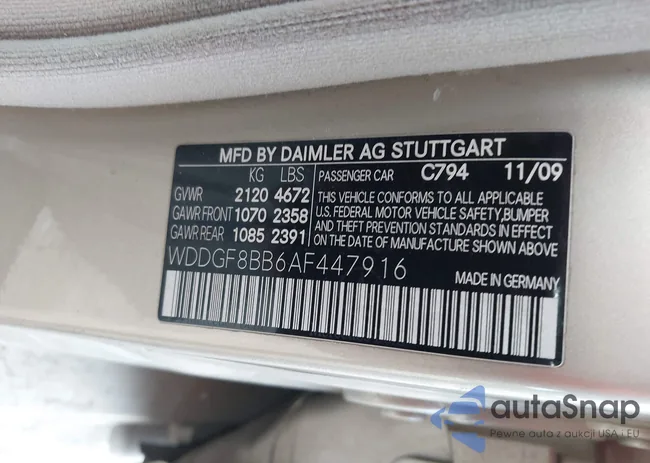 MFD BY DAIMLER AG STUTTGART
KG LBS PASSENGER CAR C794 11/09
GVWR 2120 4672
GAWR FRONT 1070 2358
GAWR REAR 1085 2391
THIS VEHICLE CONFORMS TO ALL APPLICABLE
U.S. FEDERAL MOTOR VEHICLE SAFETY, BUMPER
AND THEFT PREVENTION STANDARDS IN EFFECT
ON THE DATE OF MANUFACTURE SHOWN ABOVE.
WDDGF8BB6AF447916
MADE IN GERMANY
autaSnap
Pewne auta z aukcji USA i EU